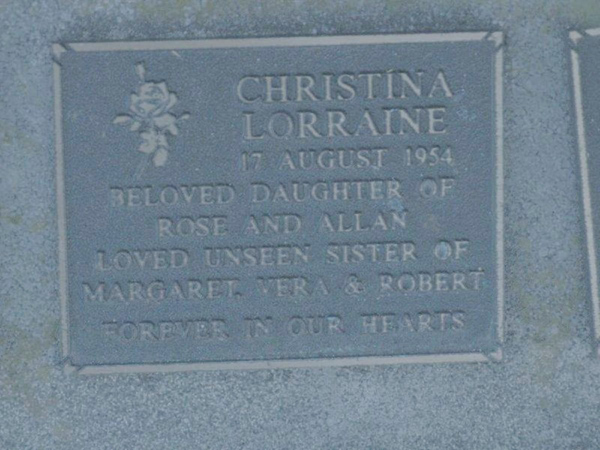 CHRISTINA
LORRAINE
17 AUGUST 1954
BELOVED DAUGHTER OF
ROSE AND ALLAN
LOVED UNSEEN SISTER OF
MARGARET, VERA & ROBERT
FOREVER IN OUR HEARTS